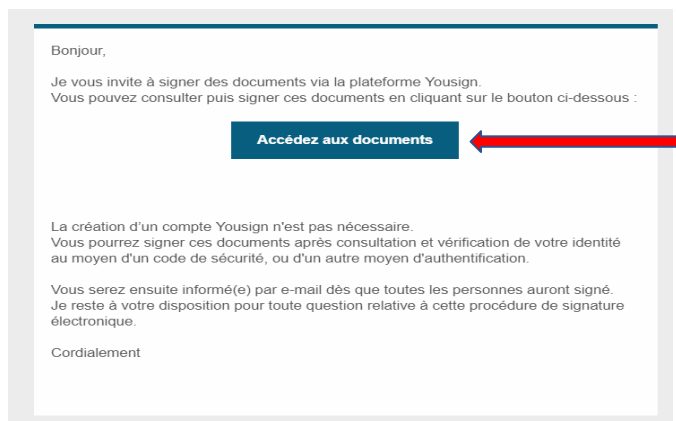 Bonjour,
Je vous invite à signer des documents via la plateforme Yousign.
Vous pouvez consulter puis signer ces documents en cliquant sur le bouton ci-dessous :
Accédez aux documents
La création d'un compte Yousign n'est pas nécessaire.
Vous pourrez signer ces documents après consultation et vérification de votre identité
au moyen d'un code de sécurité, ou d'un autre moyen d'authentification.
Vous serez ensuite informé(e) par e-mail dès que toutes les personnes auront signé.
Je reste à votre disposition pour toute question relative à cette procédure de signature
électronique.
Cordialement